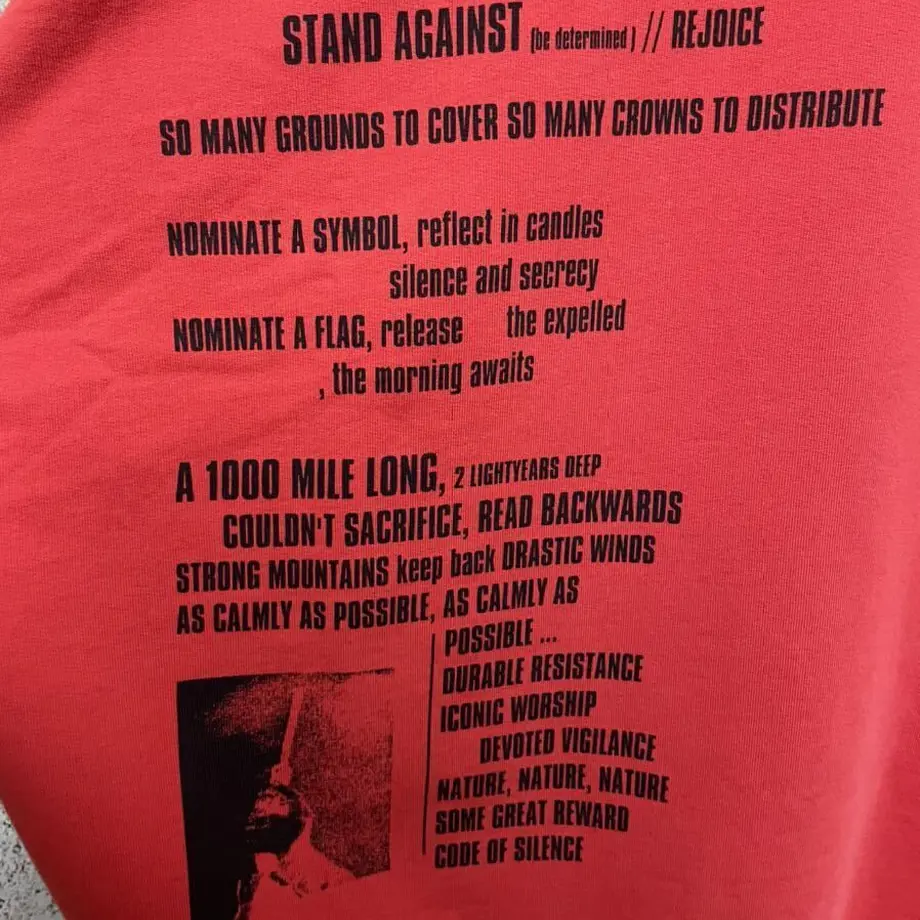 STAND AGAINST (be determined) // REJOICE
SO MANY GROUNDS TO COVER SO MANY CROWNS TO DISTRIBUTE
NOMINATE A SYMBOL, reflect in candles
silence and secrecy
NOMINATE A FLAG, release the expelled
, the morning awaits
A 1000 MILE LONG, 2 LIGHTYEARS DEEP
COULDN'T SACRIFICE, READ BACKWARDS
STRONG MOUNTAINS keep back DRASTIC WINDS
AS CALMLY AS POSSIBLE, AS CALMLY AS
POSSIBLE ...
DURABLE RESISTANCE
ICONIC WORSHIP
DEVOTED VIGILANCE
NATURE, NATURE, NATURE
SOME GREAT REWARD
CODE OF SILENCE